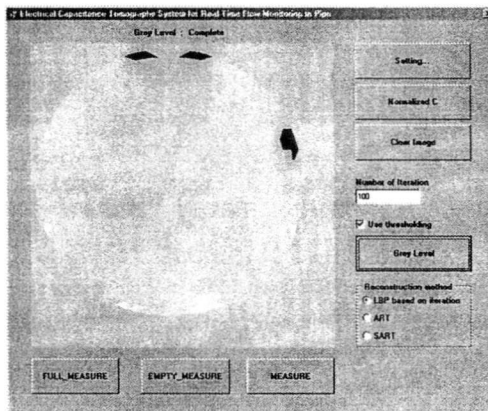 Electrical Capacitance Tomography System for Real-Time Flow Monitoring in Pipe
Grey Level : Complete
Setting...
Normalized C
Clear Image
Number of Iteration
100
Use thresholding
Grey Level
Reconstruction method
LBP based on iteration
ART
SART
FULL_MEASURE
EMPTY_MEASURE
MEASURE